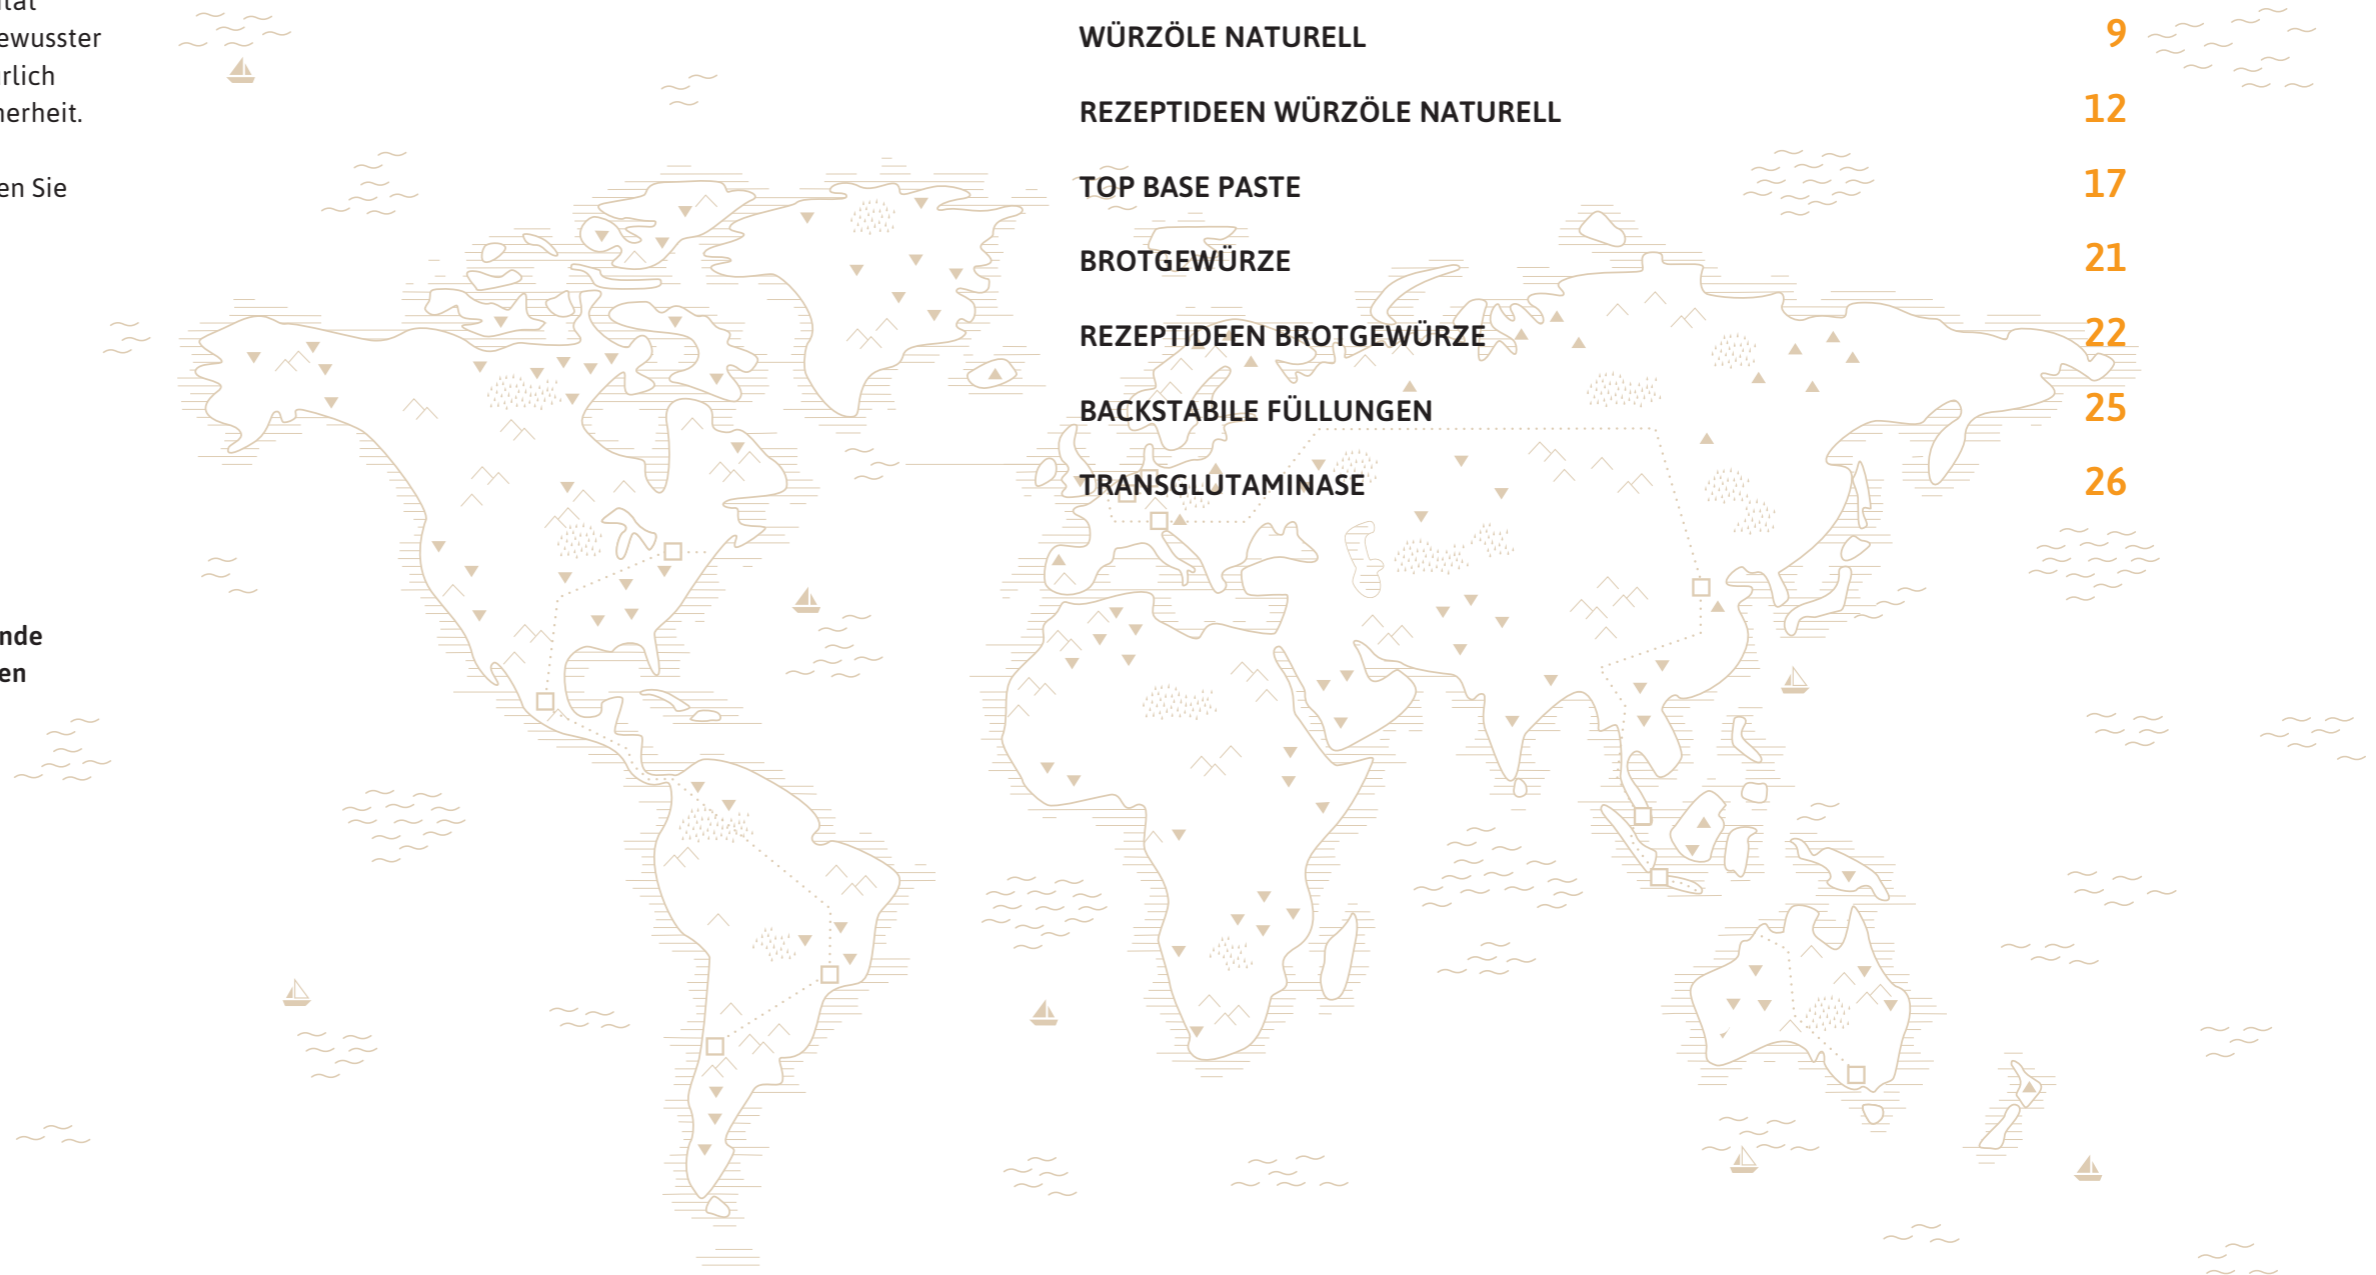 ewusster
rlich
herheit.
en Sie
nde
en
WÜRZÖLE NATURELL 9
REZEPTIDEEN WÜRZÖLE NATURELL 12
TOP BASE PASTE 17
BROTGEWÜRZE 21
REZEPTIDEEN BROTGEWÜRZE 22
BACKSTABILE FÜLLUNGEN 25
TRANSGLUTAMINASE 26